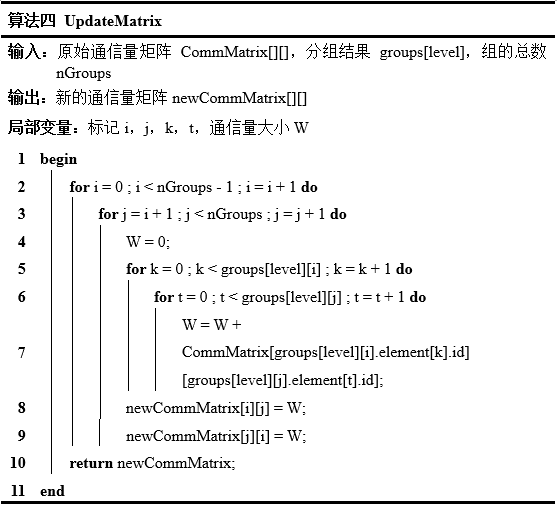 算法四 UpdateMatrix
输入：原始通信量矩阵 CommMatrix[][]，分组结果 groups[level]，组的总数
nGroups
输出：新的通信量矩阵 newCommMatrix[][]
局部变量：标记 i，j，k，t，通信量大小 W
1 begin
2 for i = 0 ; i < nGroups - 1 ; i = i + 1 do
3 for j = i + 1 ; j < nGroups ; j = j + 1 do
4 W = 0;
5 for k = 0 ; k < groups[level][i] ; k = k + 1 do
6 for t = 0 ; t < groups[level][j] ; t = t + 1 do
W = W +
7 CommMatrix[groups[level][i].element[k].id]
[groups[level][j].element[t].id];
8 newCommMatrix[i][j] = W;
9 newCommMatrix[j][i] = W;
10 return newCommMatrix;
11 end